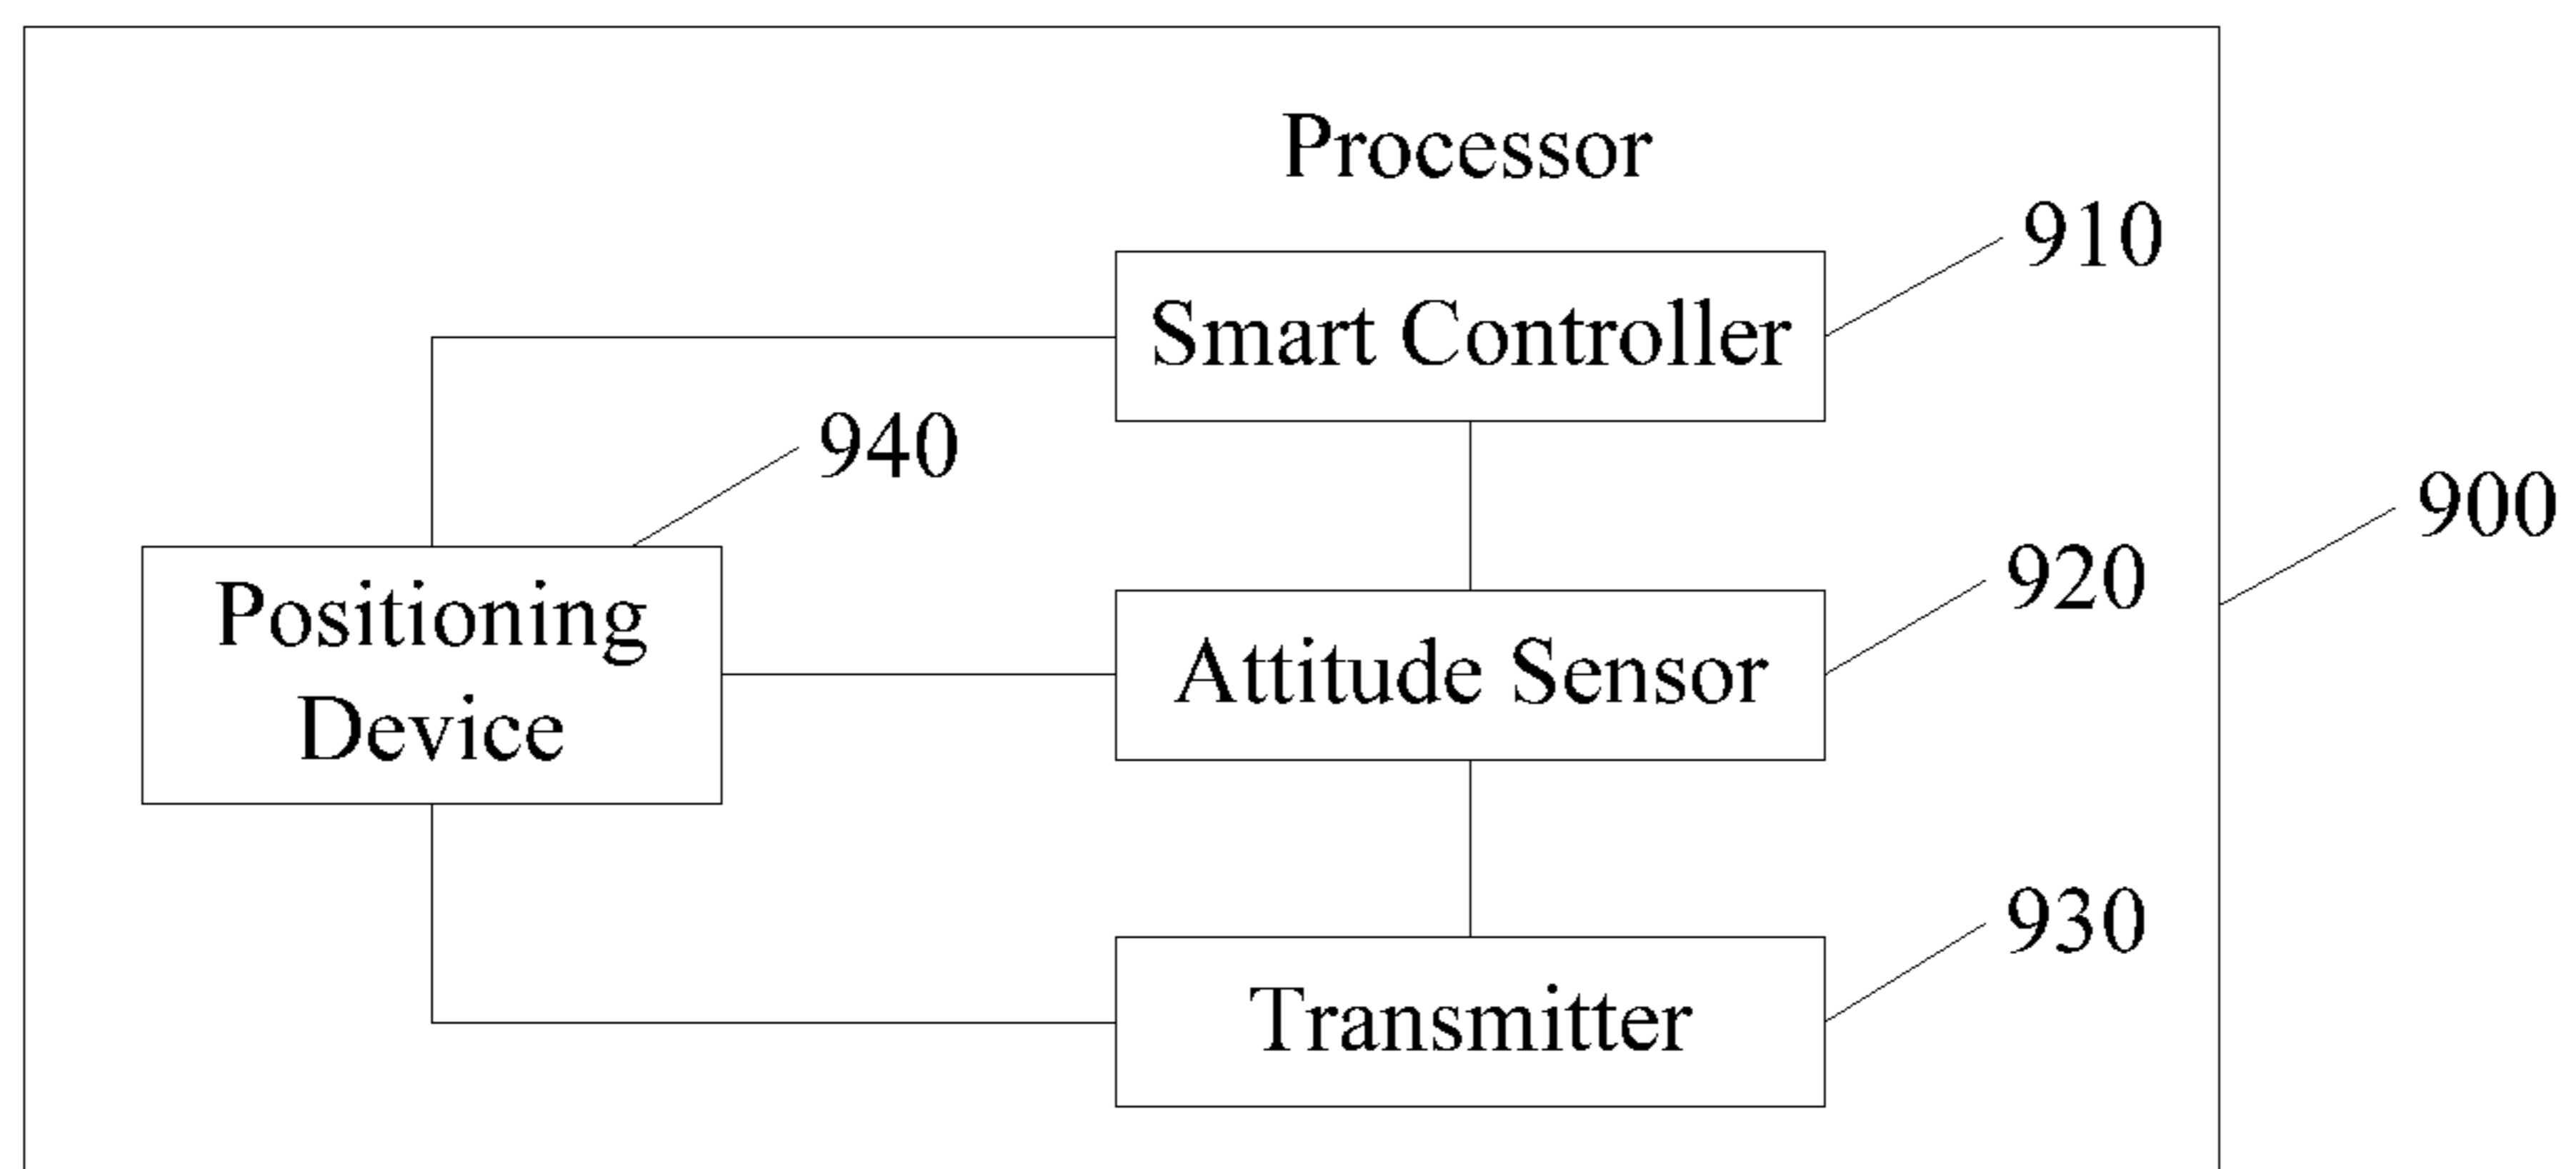 Processor
910
Smart Controller
940
900
Positioning
Device
920
Attitude Sensor
930
Transmitter